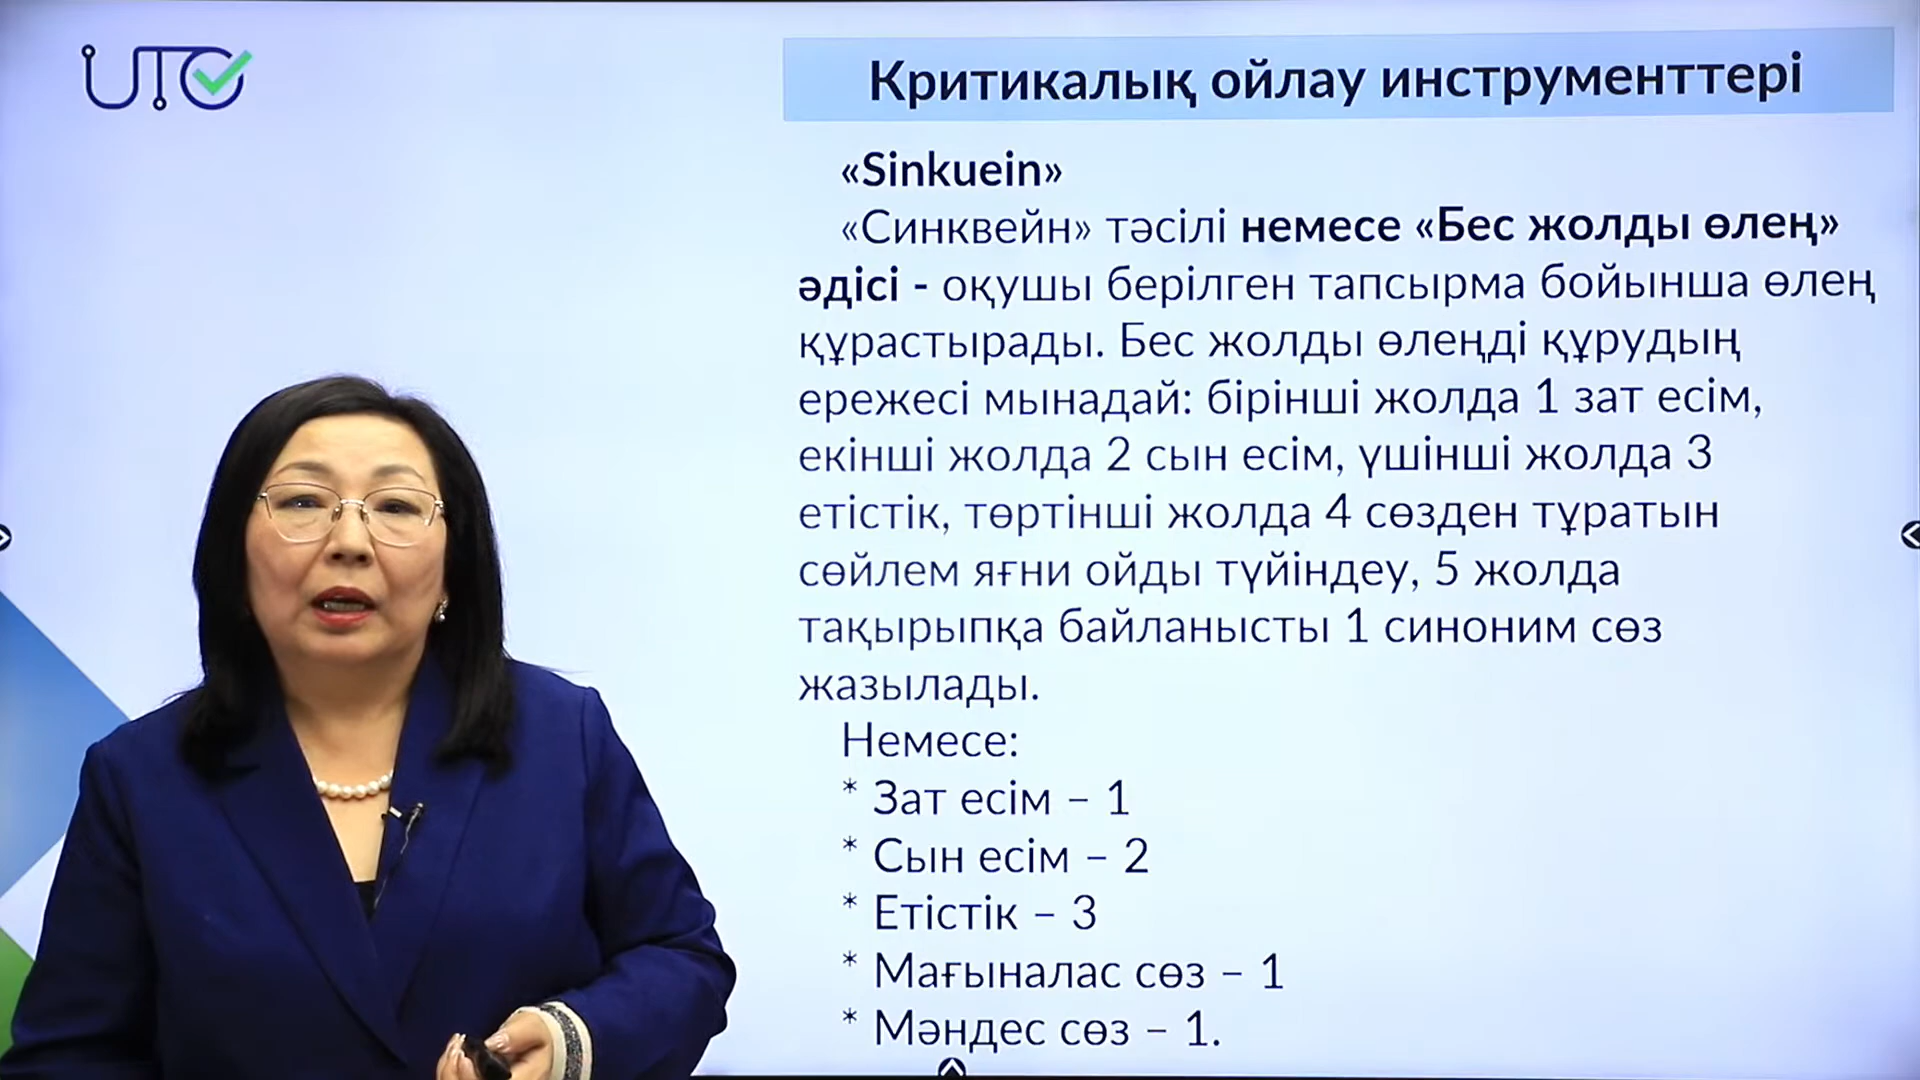 UTO
Критикалық ойлау инструменттері
«Sinkuein»
«Синквейн» тәсілі немесе «Бес жолды өлең»
әдісі - оқушы берілген тапсырма бойынша өлең
құрастырады. Бес жолды өлеңді құрудың
ережесі мынадай: бірінші жолда 1 зат есім,
екінші жолда 2 сын есім, үшінші жолда 3
етістік, төртінші жолда 4 сөзден тұратын
сөйлем яғни ойды түйіндеу, 5 жолда
тақырыпқа байланысты 1 синоним сөз
жазылады.
Немесе:
* Зат есім – 1
* Сын есім – 2
* Етістік – 3
* Мағыналас сөз – 1
* Мәндес сөз – 1.